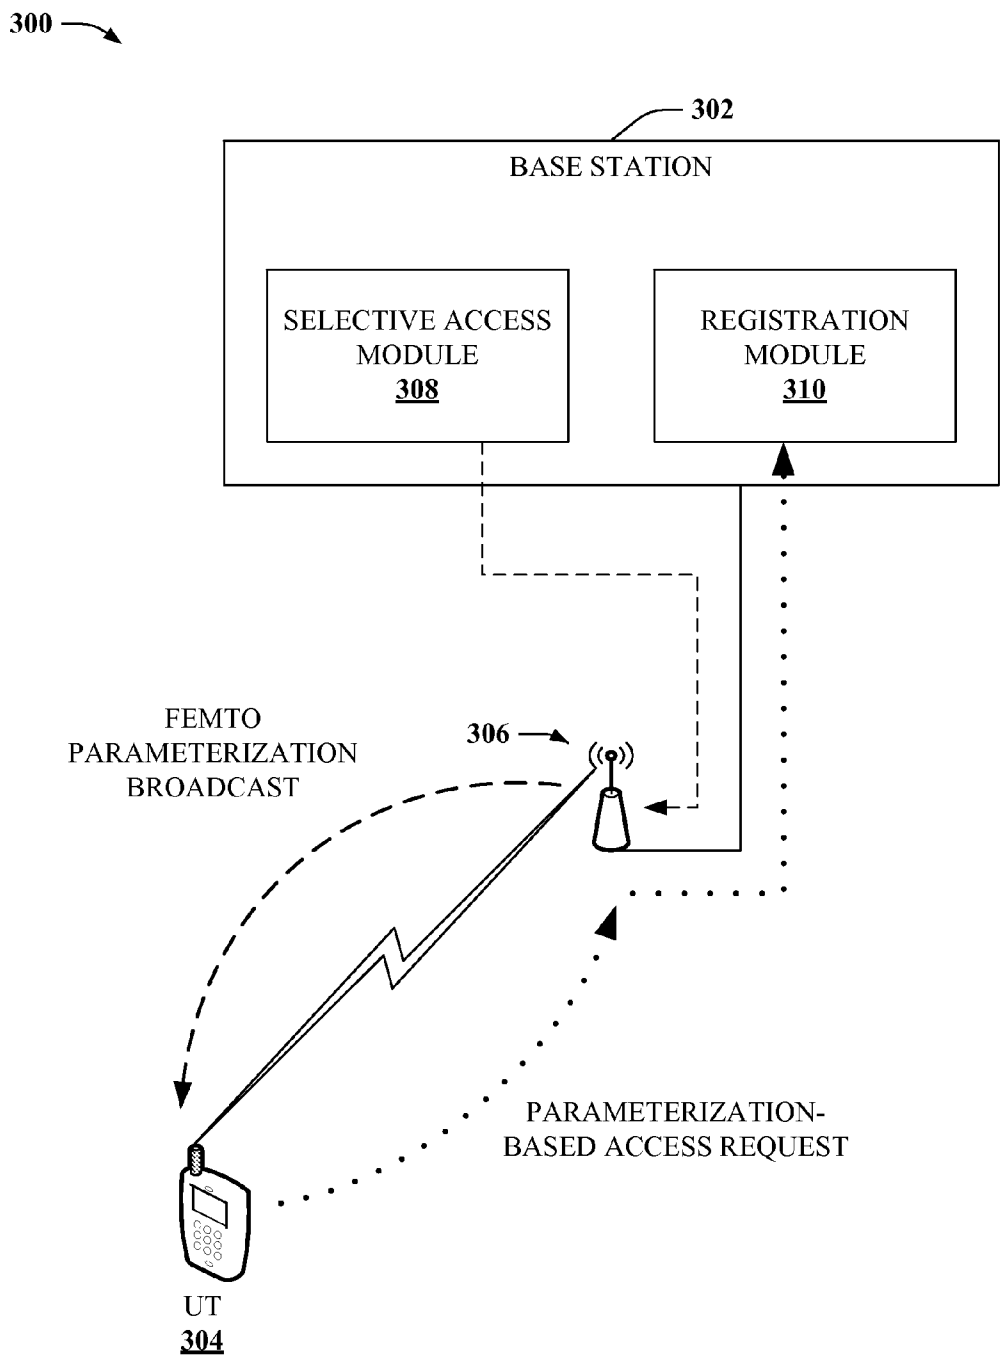 300
302
BASE STATION
SELECTIVE ACCESS
MODULE
308
REGISTRATION
MODULE
310
FEMTO
PARAMETERIZATION
BROADCAST
306
PARAMETERIZATION-
BASED ACCESS REQUEST
UT
304